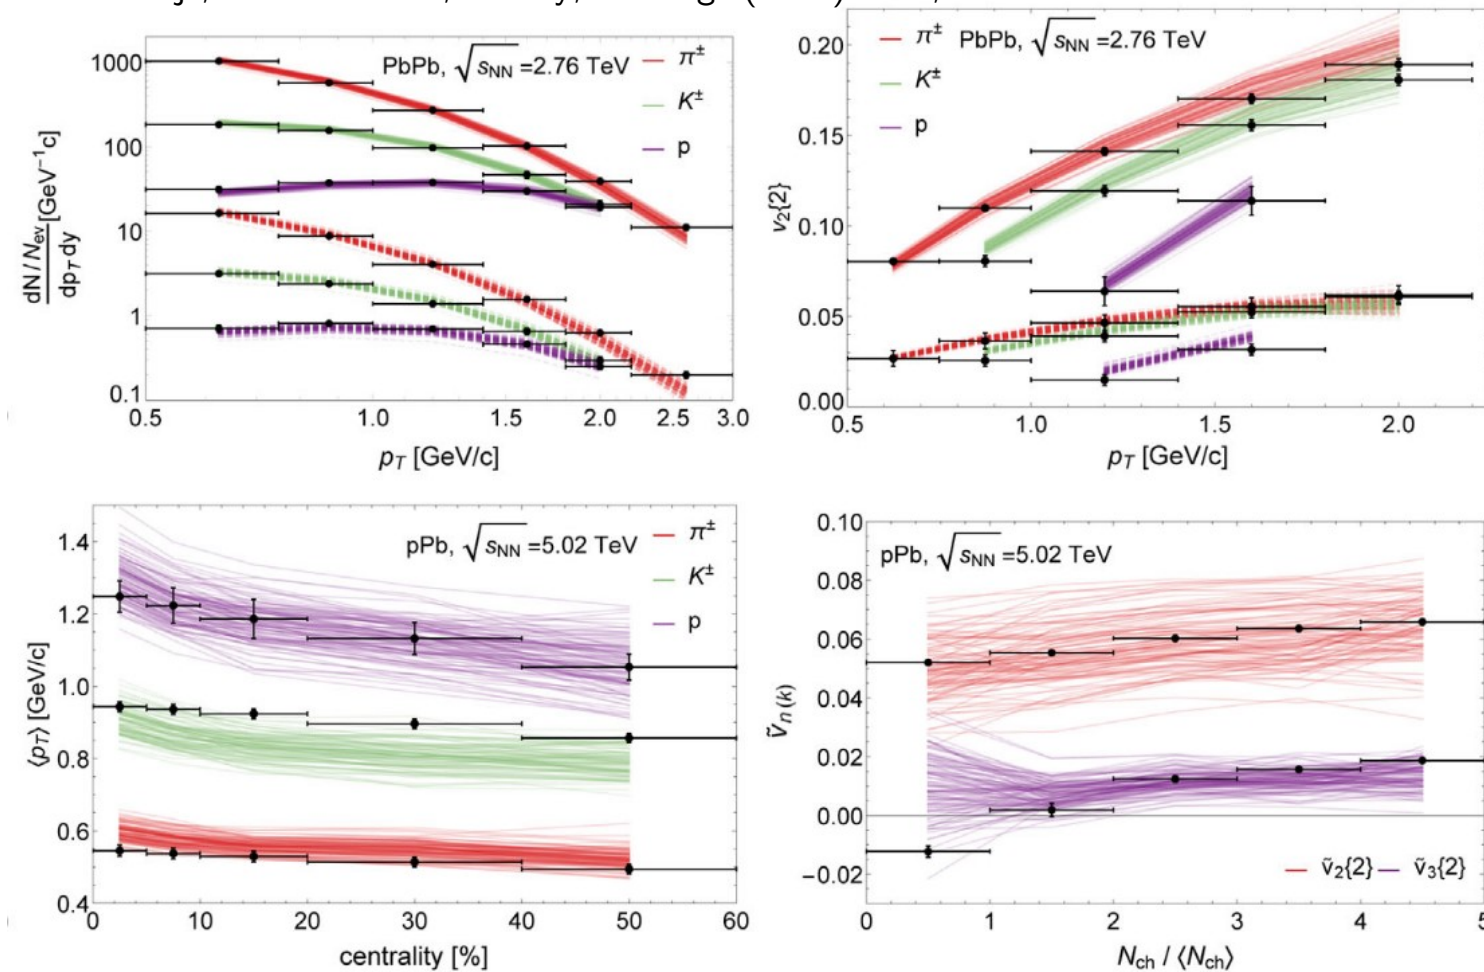 PbPb, √sNN =2.76 TeV
π±
K±
p
1000
100
10
1
0.1
dN / Nev
dpT dy
[GeV−1c]
0.5
1.0
1.5
2.0
2.5
3.0
pT [GeV/c]
π±
PbPb, √sNN =2.76 TeV
K±
p
0.20
0.15
0.10
0.05
0.00
v2{2}
0.5
1.0
1.5
2.0
pT [GeV/c]
pPb, √sNN =5.02 TeV
π±
K±
p
1.4
1.2
1.0
0.8
0.6
0.4
⟨pT⟩ [GeV/c]
0
10
20
30
40
50
60
centrality [%]
pPb, √sNN =5.02 TeV
0.10
0.08
0.06
0.04
0.02
0.00
−0.02
ṽn(k)
ṽ2{2}
ṽ3{2}
0
1
2
3
4
5
Nch / ⟨Nch⟩